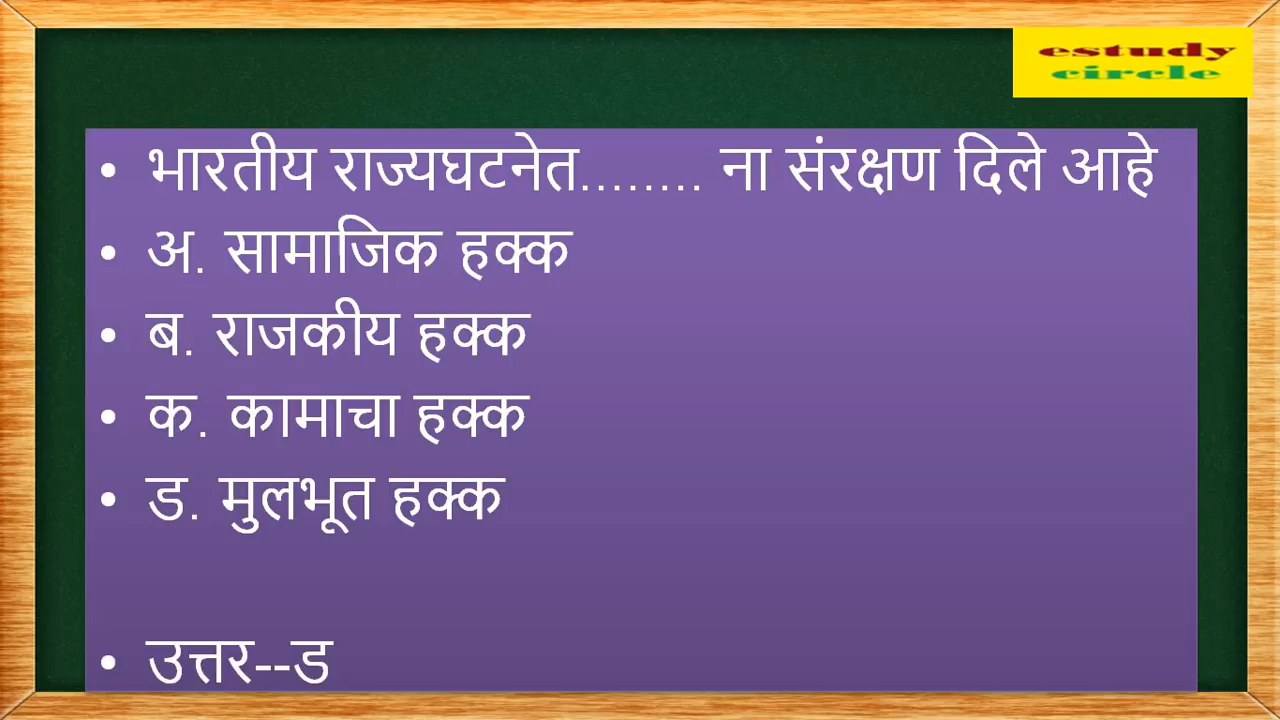 estudy
circle
• भारतीय राज्यघटनेत........ ना संरक्षण दिले आहे
• अ. सामाजिक हक्क
• ब. राजकीय हक्क
• क. कामाचा हक्क
• ड. मुलभूत हक्क
• उत्तर--ड